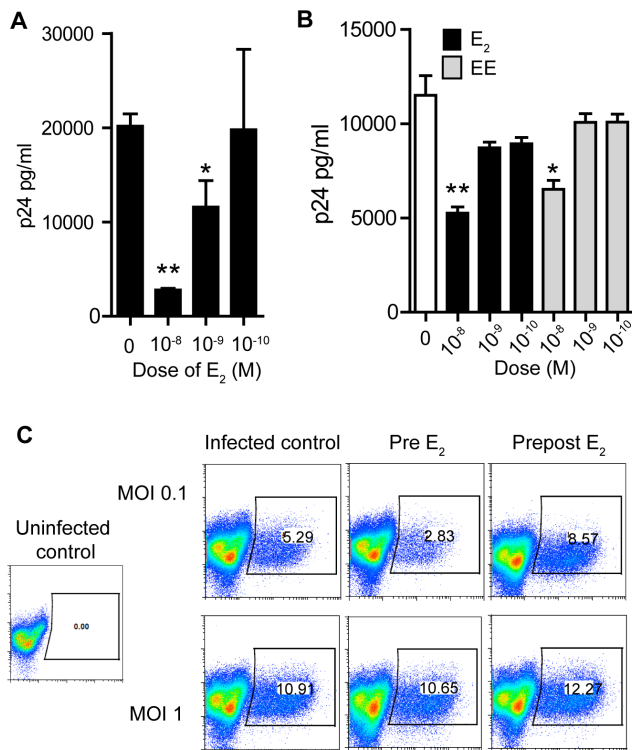 A
30000
20000
10000
0
p24 pg/ml
**
*
0 10⁻⁸ 10⁻⁹ 10⁻¹⁰
Dose of E₂ (M)
B
E₂
EE
15000
10000
5000
0
p24 pg/ml
**
*
0 10⁻⁸ 10⁻⁹ 10⁻¹⁰ 10⁻⁸ 10⁻⁹ 10⁻¹⁰
Dose (M)
C
Infected control Pre E₂ Prepost E₂
MOI 0.1
5.29 2.83 8.57
Uninfected
control
0.00
10.91 10.65 12.27
MOI 1